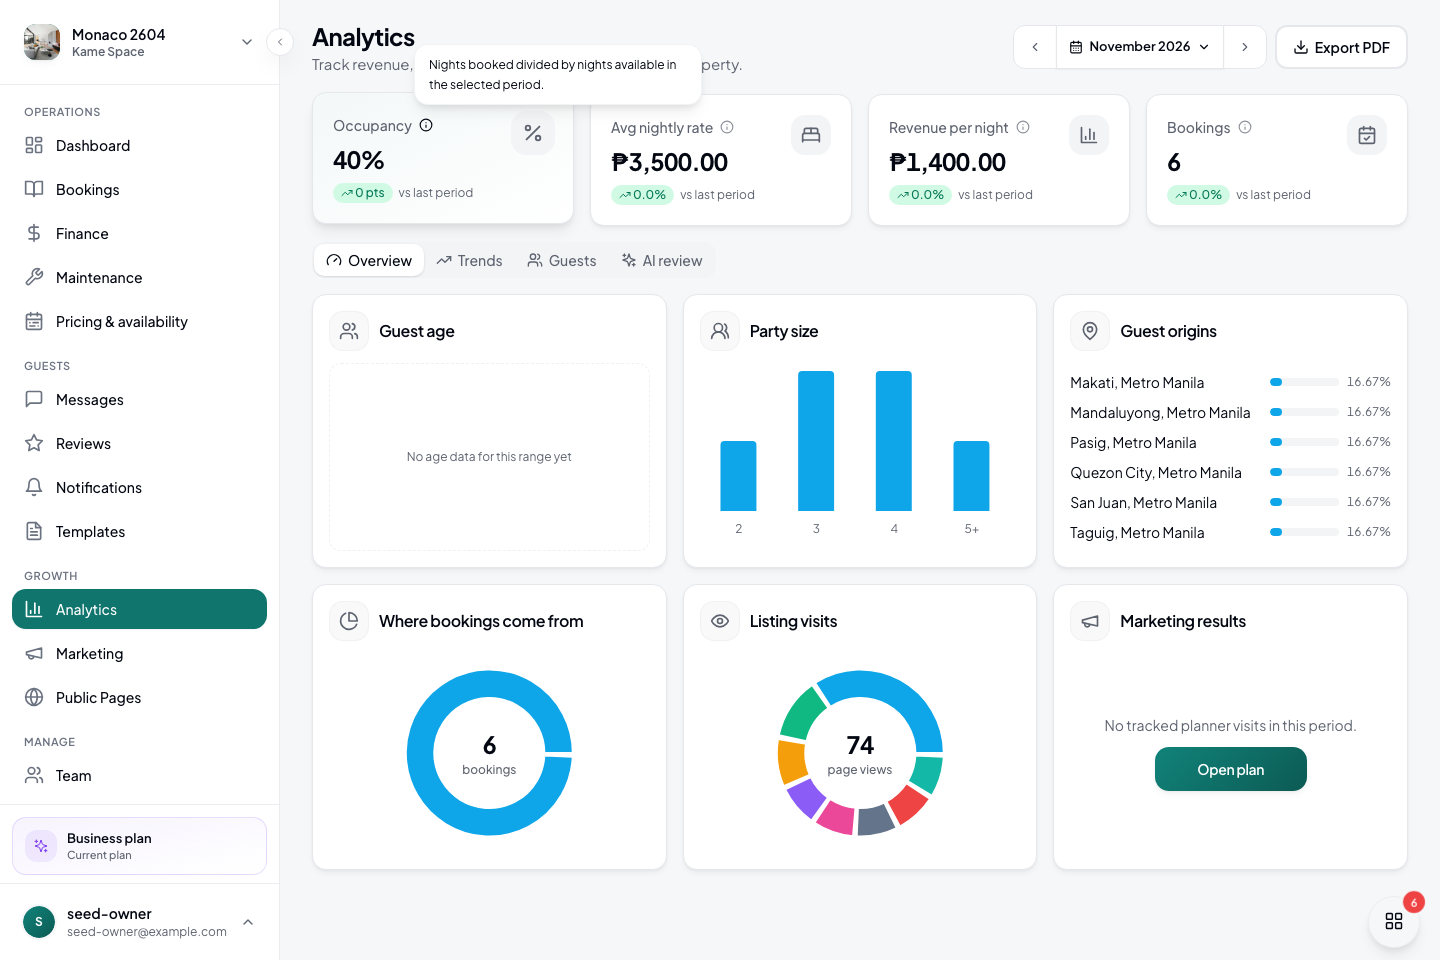 Monaco 2604
Kame Space
OPERATIONS
Dashboard
Bookings
Finance
Maintenance
Pricing & availability
GUESTS
Messages
Reviews
Notifications
Templates
GROWTH
Analytics
Marketing
Public Pages
MANAGE
Team
Business plan
Current plan
S
seed-owner
seed-owner@example.com
Analytics
Track revenue,
perty.
Nights booked divided by nights available in
the selected period.
November 2026
Export PDF
Occupancy
40%
0 pts vs last period
Avg nightly rate
₱3,500.00
0.0% vs last period
Revenue per night
₱1,400.00
0.0% vs last period
Bookings
6
0.0% vs last period
Overview
Trends
Guests
AI review
Guest age
No age data for this range yet
Party size
2 3 4 5+
Guest origins
Makati, Metro Manila 16.67%
Mandaluyong, Metro Manila 16.67%
Pasig, Metro Manila 16.67%
Quezon City, Metro Manila 16.67%
San Juan, Metro Manila 16.67%
Taguig, Metro Manila 16.67%
Where bookings come from
6
bookings
Listing visits
74
page views
Marketing results
No tracked planner visits in this period.
Open plan
6